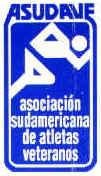 ASUDAVE
asociación
sudamericana
de atletas
veteranos